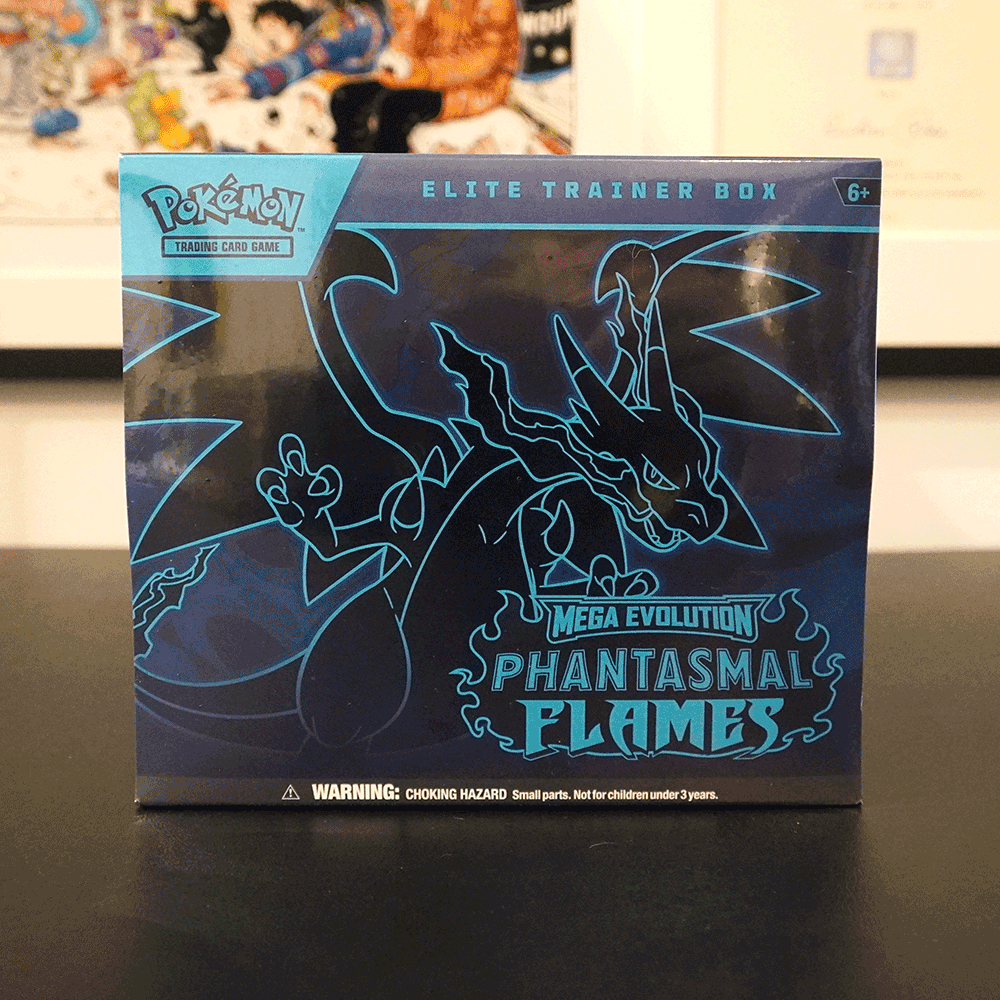 Pokémon
TRADING CARD GAME
ELITE TRAINER BOX
6+
MEGA EVOLUTION
PHANTASMAL
FLAMES
⚠ WARNING: CHOKING HAZARD Small parts. Not for children under 3 years.